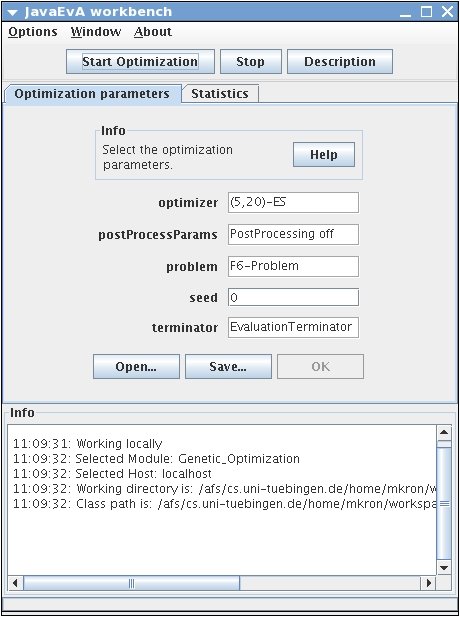 JavaEvA workbench
Options Window About
Start Optimization Stop Description
Optimization parameters Statistics
Info
Select the optimization
parameters.
Help
optimizer (5,20)-ES
postProcessParams PostProcessing off
problem F6-Problem
seed 0
terminator EvaluationTerminator
Open... Save... OK
Info
11:09:31: Working locally
11:09:32: Selected Module: Genetic_Optimization
11:09:32: Selected Host: localhost
11:09:32: Working directory is: /afs/cs.uni-tuebingen.de/home/mkron/w
11:09:32: Class path is: /afs/cs.uni-tuebingen.de/home/mkron/workspa